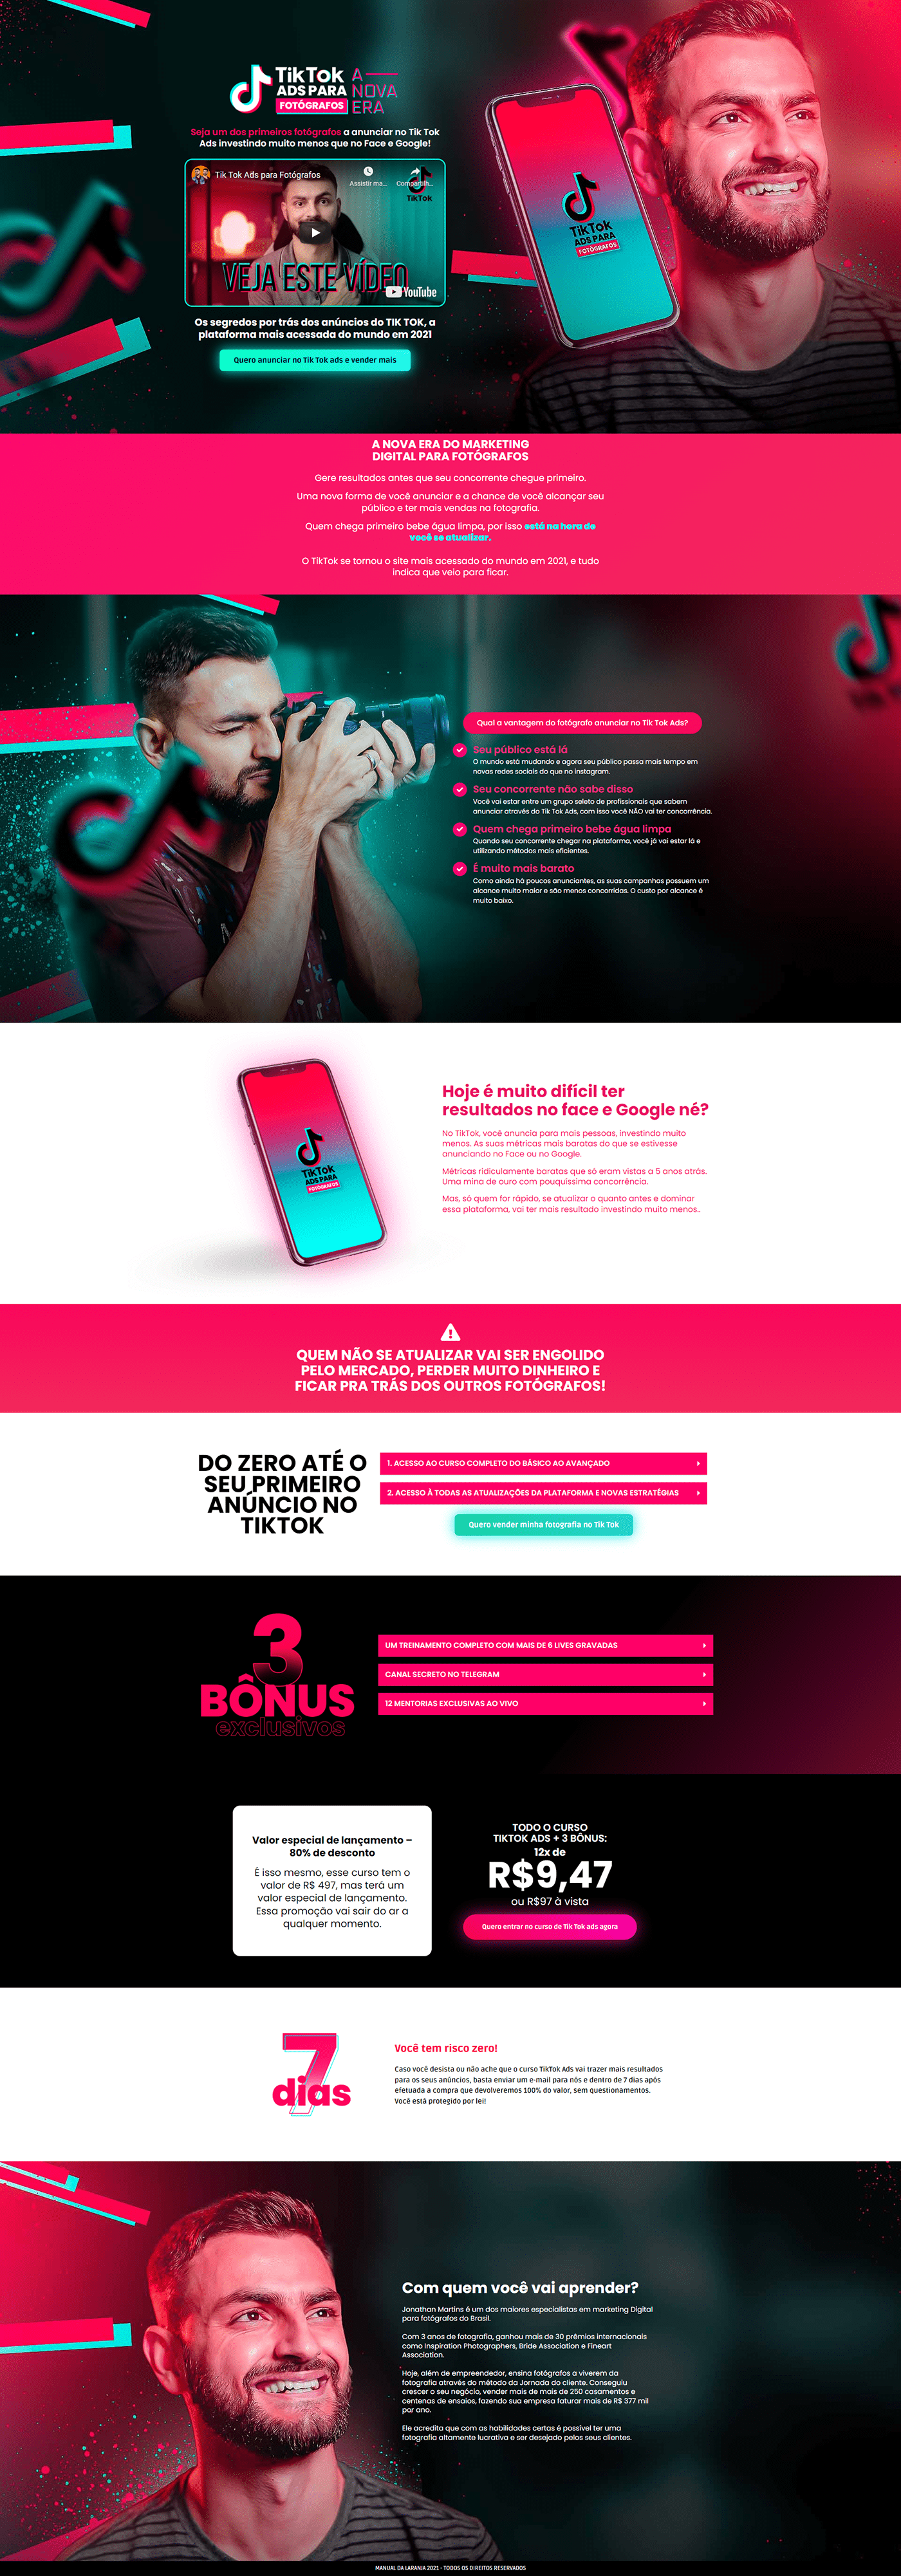 TikTok
ADS PARA
FOTÓGRAFOS
A
NOVA
ERA
Seja um dos primeiros fotógrafos a anunciar no Tik Tok
Ads investindo muito menos que no Face e Google!
Tik Tok Ads para Fotógrafos
Assistir ma...
Compartilh...
TikTok
VEJA ESTE VÍDEO
YouTube
Os segredos por trás dos anúncios do TIK TOK, a
plataforma mais acessada do mundo em 2021
Quero anunciar no Tik Tok ads e vender mais
TikTok
ADS PARA
FOTÓGRAFOS
A NOVA ERA DO MARKETING
DIGITAL PARA FOTÓGRAFOS
Gere resultados antes que seu concorrente chegue primeiro.
Uma nova forma de você anunciar e a chance de você alcançar seu
público e ter mais vendas na fotografia.
Quem chega primeiro bebe água limpa, por isso está na hora de
você se atualizar.
O TikTok se tornou o site mais acessado do mundo em 2021, e tudo
indica que veio para ficar.
Qual a vantagem do fotógrafo anunciar no Tik Tok Ads?
Seu público está lá
O mundo está mudando e agora seu público passa mais tempo em
novas redes sociais do que no instagram.
Seu concorrente não sabe disso
Você vai estar entre um grupo seleto de profissionais que sabem
anunciar através do Tik Tok Ads, com isso você NÃO vai ter concorrência.
Quem chega primeiro bebe água limpa
Quando seu concorrente chegar na plataforma, você já vai estar lá e
utilizando métodos mais eficientes.
É muito mais barato
Como ainda há poucos anunciantes, as suas campanhas possuem um
alcance muito maior e são menos concorridas. O custo por alcance é
muito baixo.
TikTok
ADS PARA
FOTÓGRAFOS
Hoje é muito difícil ter
resultados no face e Google né?
No TikTok, você anuncia para mais pessoas, investindo muito
menos. As suas métricas mais baratas do que se estivesse
anunciando no Face ou no Google.
Métricas ridiculamente baratas que só eram vistas a 5 anos atrás.
Uma mina de ouro com pouquíssima concorrência.
Mas, só quem for rápido, se atualizar o quanto antes e dominar
essa plataforma, vai ter mais resultado investindo muito menos..
QUEM NÃO SE ATUALIZAR VAI SER ENGOLIDO
PELO MERCADO, PERDER MUITO DINHEIRO E
FICAR PRA TRÁS DOS OUTROS FOTÓGRAFOS!
DO ZERO ATÉ O
SEU PRIMEIRO
ANÚNCIO NO
TIKTOK
1. ACESSO AO CURSO COMPLETO DO BÁSICO AO AVANÇADO
2. ACESSO À TODAS AS ATUALIZAÇÕES DA PLATAFORMA E NOVAS ESTRATÉGIAS
Quero vender minha fotografia no Tik Tok
3
BÔNUS
exclusivos
UM TREINAMENTO COMPLETO COM MAIS DE 6 LIVES GRAVADAS
CANAL SECRETO NO TELEGRAM
12 MENTORIAS EXCLUSIVAS AO VIVO
Valor especial de lançamento –
80% de desconto
É isso mesmo, esse curso tem o
valor de R$ 497, mas terá um
valor especial de lançamento.
Essa promoção vai sair do ar a
qualquer momento.
TODO O CURSO
TIKTOK ADS + 3 BÔNUS:
12x de
R$9,47
ou R$97 à vista
Quero entrar no curso de Tik Tok ads agora
7
dias
Você tem risco zero!
Caso você desista ou não ache que o curso TikTok Ads vai trazer mais resultados
para os seus anúncios, basta enviar um e-mail para nós e dentro de 7 dias após
efetuada a compra que devolveremos 100% do valor, sem questionamentos.
Você está protegido por lei!
Com quem você vai aprender?
Jonathan Martins é um dos maiores especialistas em marketing Digital
para fotógrafos do Brasil.
Com 3 anos de fotografia, ganhou mais de 30 prêmios internacionais
como Inspiration Photographers, Bride Association e Fineart
Association.
Hoje, além de empreendedor, ensina fotógrafos a viverem da
fotografia através do método da Jornada do cliente. Conseguiu
crescer o seu negócio, vender mais de mais de 250 casamentos e
centenas de ensaios, fazendo sua empresa faturar mais de R$ 377 mil
por ano.
Ele acredita que com as habilidades certas é possível ter uma
fotografia altamente lucrativa e ser desejado pelos seus clientes.
MANUAL DA LARANJA 2021 - TODOS OS DIREITOS RESERVADOS